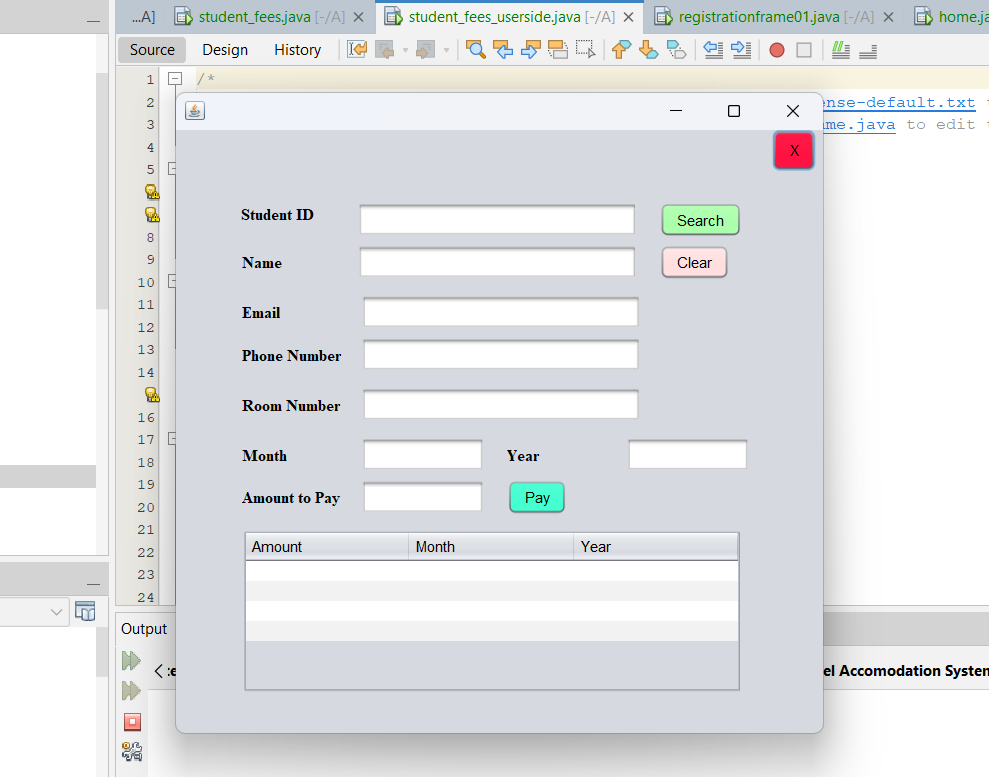 ...A] student_fees.java [-/A] student_fees_userside.java [-/A] registrationframe01.java [-/A] home.ja
Source Design History
1 /*
2 ense-default.txt
3 me.java to edit
4
5
8
9
10
11
12
13
14
16
17
18
19
20
21
22
23
24
X
Student ID Search
Name Clear
Email
Phone Number
Room Number
Month Year
Amount to Pay Pay
Amount Month Year
Output
el Accomodation System